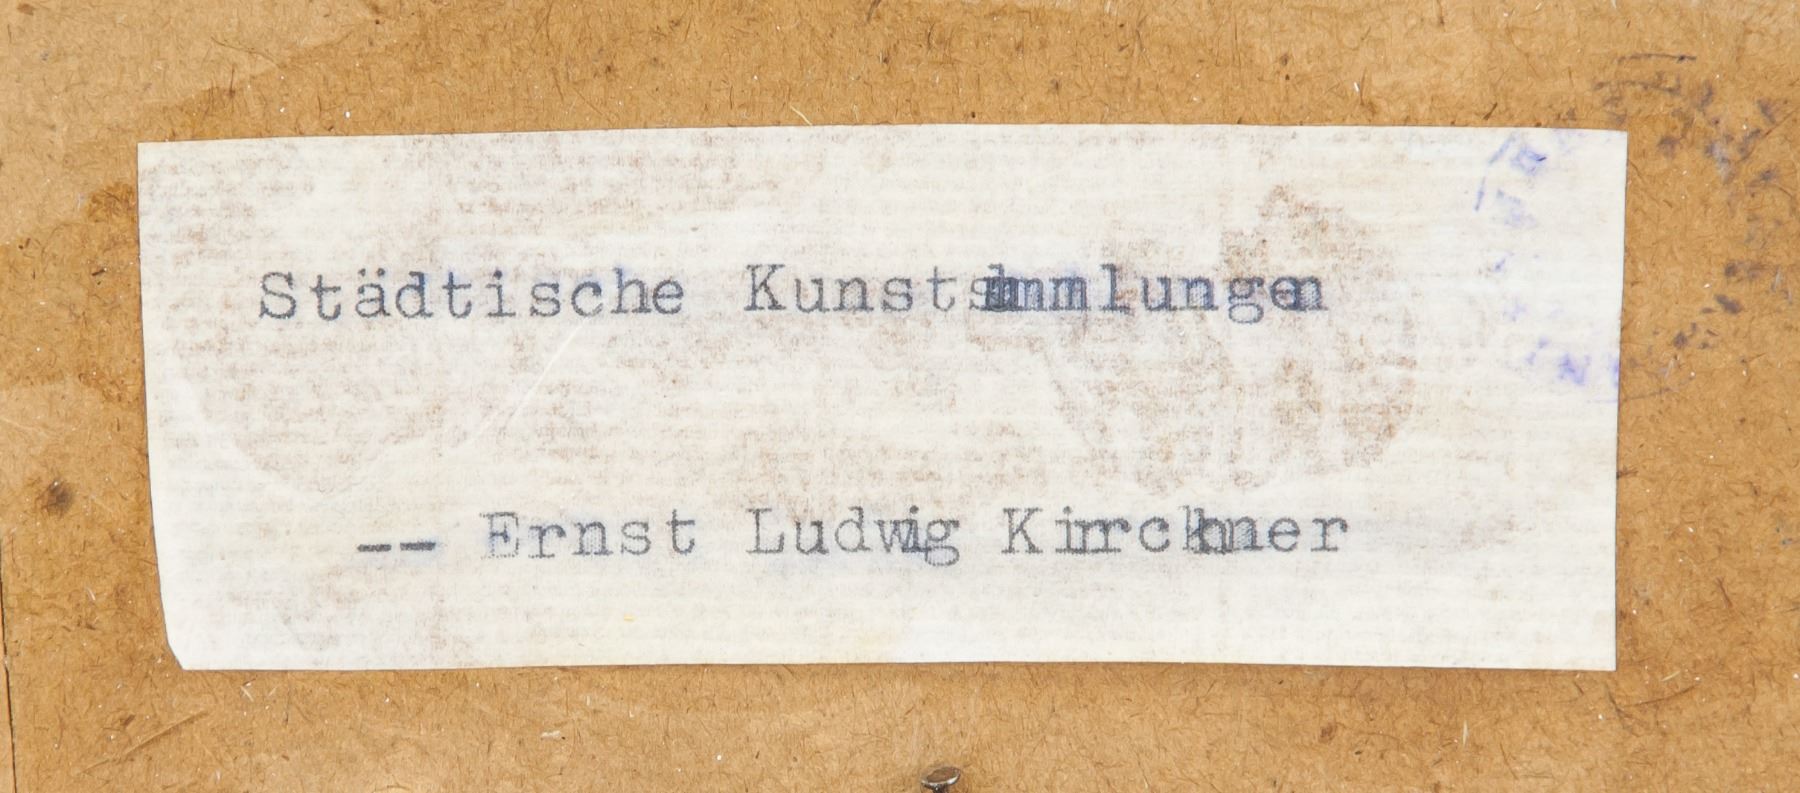 Städtische Kunstsammlungen
-- Ernst Ludwig Kirchner